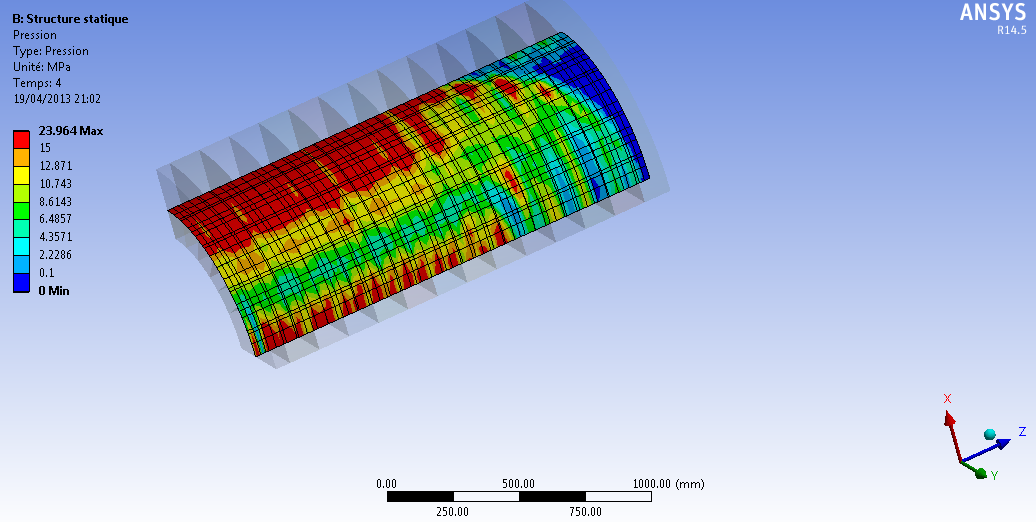 B: Structure statique
Pression
Type: Pression
Unité: MPa
Temps: 4
19/04/2013 21:02
ANSYS
R14.5
23.964 Max
15
12.871
10.743
8.6143
6.4857
4.3571
2.2286
0.1
0 Min
X
Z
Y
0.00 500.00 1000.00 (mm)
250.00 750.00